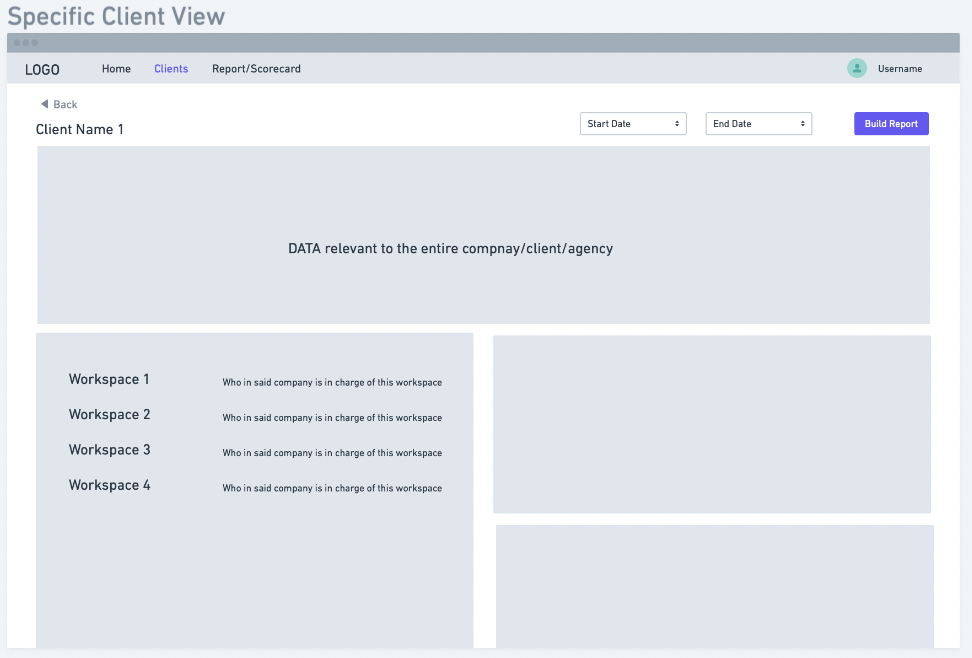 Specific Client View
LOGO Home Clients Report/Scorecard Username
Back
Client Name 1
Start Date End Date Build Report
DATA relevant to the entire compnay/client/agency
Workspace 1 Who in said company is in charge of this workspace
Workspace 2 Who in said company is in charge of this workspace
Workspace 3 Who in said company is in charge of this workspace
Workspace 4 Who in said company is in charge of this workspace